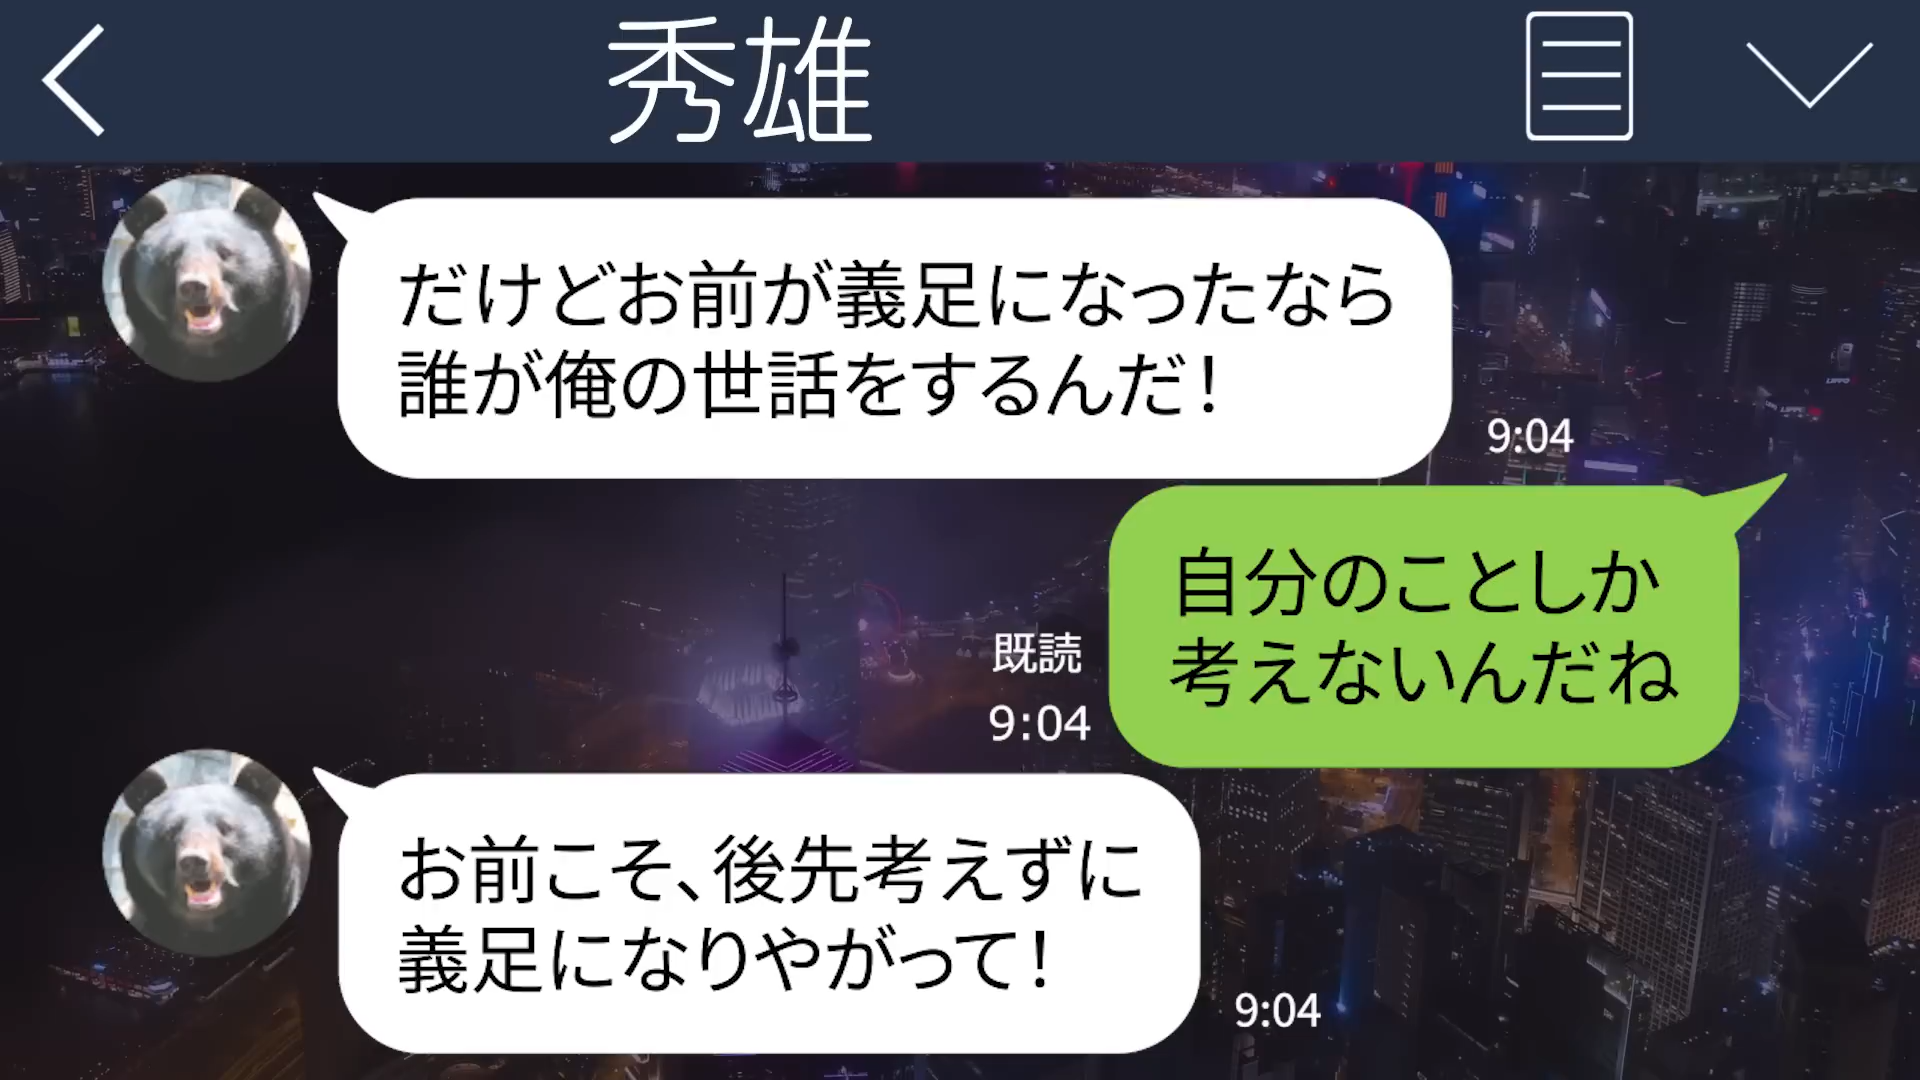 秀雄
だけどお前が義足になったなら
誰が俺の世話をするんだ！
9:04
自分のことしか
考えないんだね
既読
9:04
お前こそ、後先考えずに
義足になりやがって！
9:04